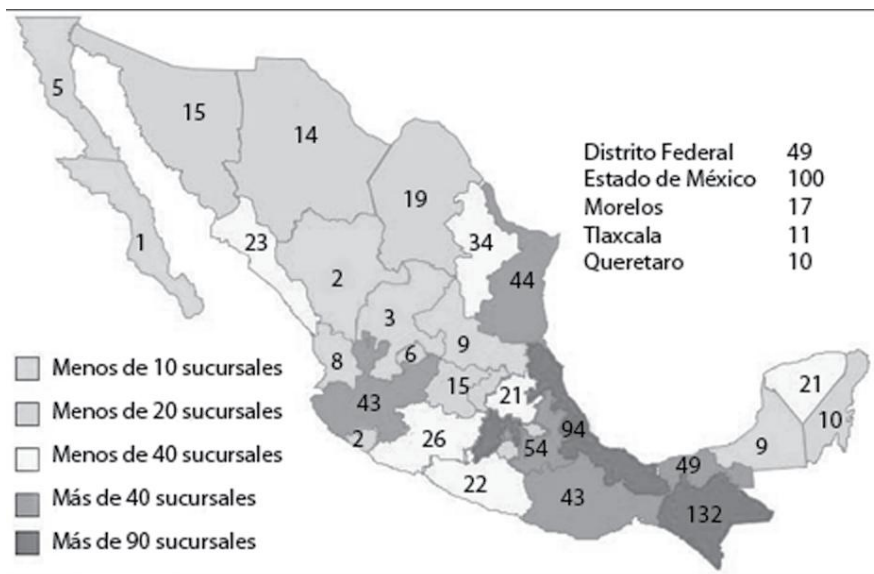 5
15
14
19
Distrito Federal 49
Estado de México 100
Morelos 17
Tlaxcala 11
Queretaro 10
1
23
34
2
44
3
8
6
9
15
21
21
43
2
26
54
94
10
9
49
22
43
132
Menos de 10 sucursales
Menos de 20 sucursales
Menos de 40 sucursales
Más de 40 sucursales
Más de 90 sucursales